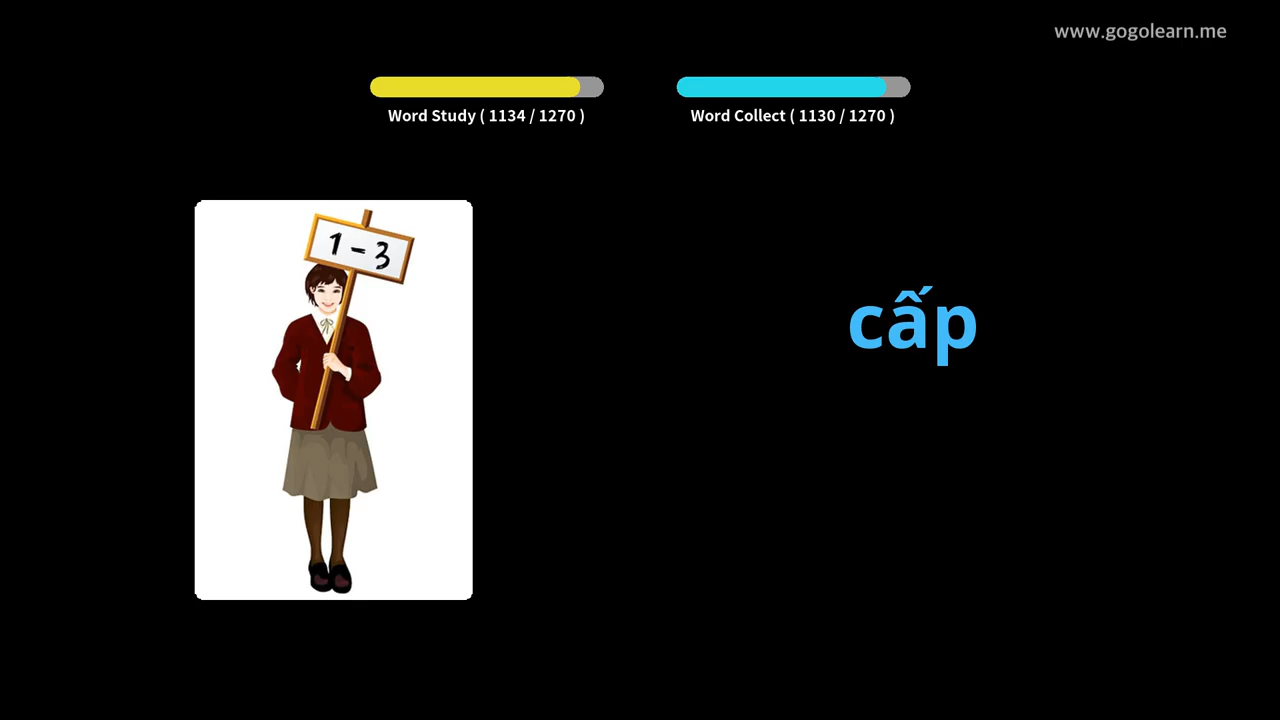 www.gogolearn.me
Word Study ( 1134 / 1270 )
Word Collect ( 1130 / 1270 )
1 - 3
cấp